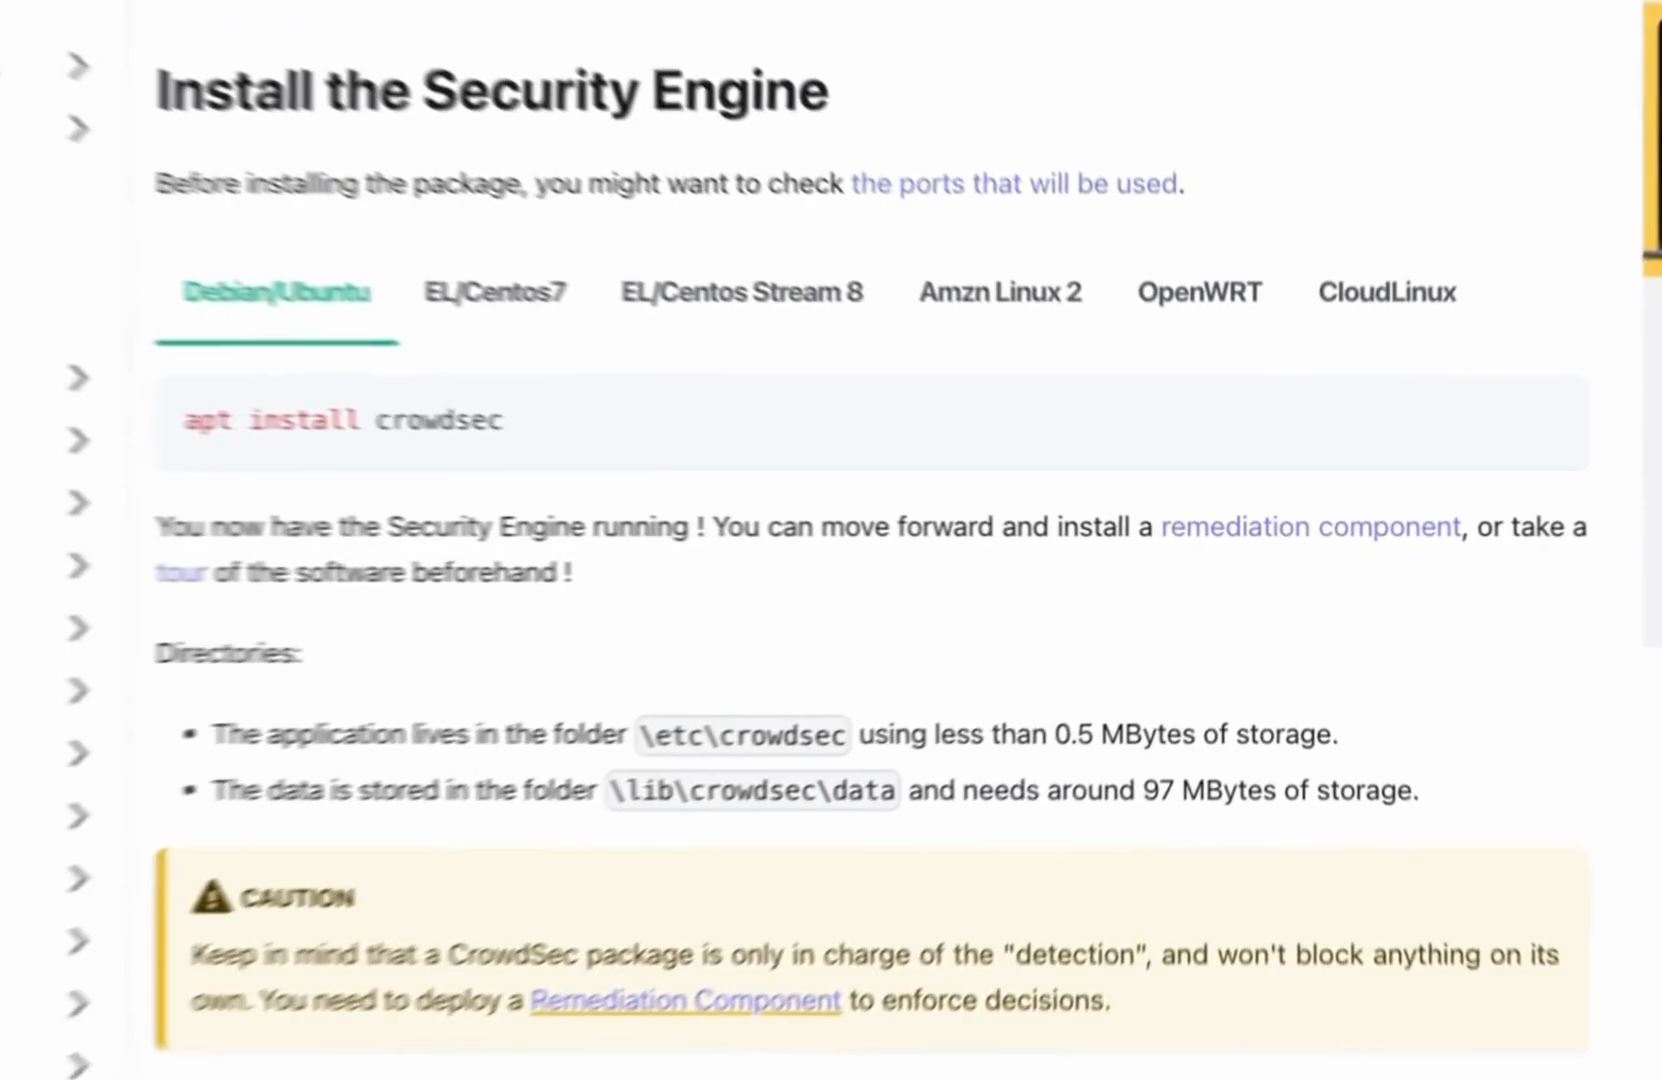 Install the Security Engine
Before installing the package, you might want to check the ports that will be used.
Debian/Ubuntu EL/Centos7 EL/Centos Stream 8 Amzn Linux 2 OpenWRT CloudLinux
apt install crowdsec
You now have the Security Engine running ! You can move forward and install a remediation component, or take a
tour of the software beforehand !
Directories:
• The application lives in the folder \etc\crowdsec using less than 0.5 MBytes of storage.
• The data is stored in the folder \lib\crowdsec\data and needs around 97 MBytes of storage.
CAUTION
Keep in mind that a CrowdSec package is only in charge of the "detection", and won't block anything on its
own. You need to deploy a Remediation Component to enforce decisions.